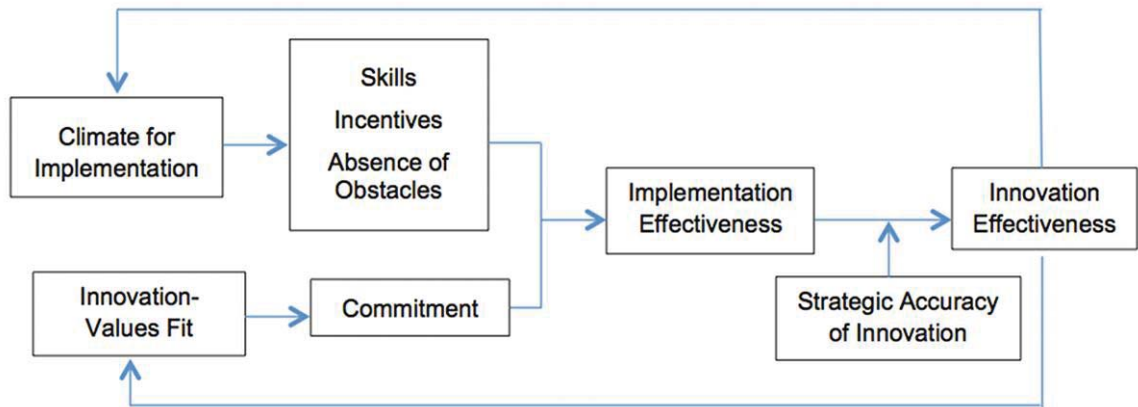 Climate for
Implementation
Skills
Incentives
Absence of
Obstacles
Implementation
Effectiveness
Innovation
Effectiveness
Innovation-
Values Fit
Commitment
Strategic Accuracy
of Innovation